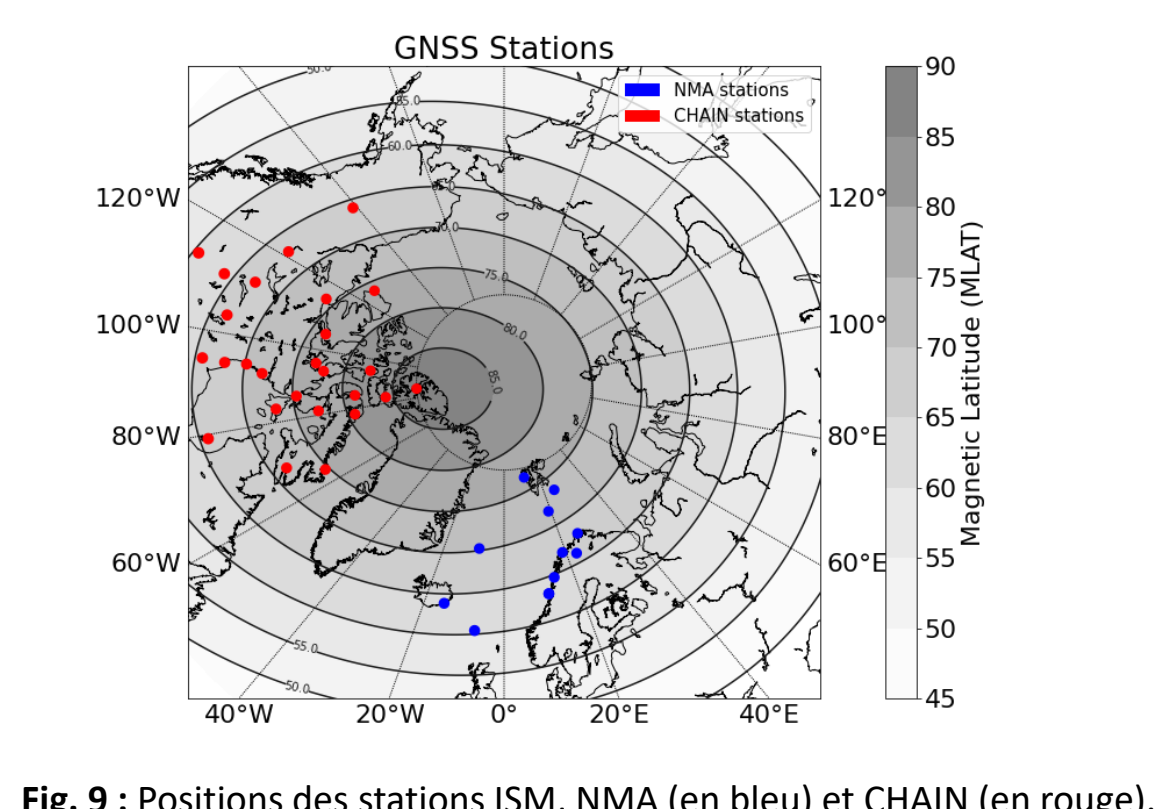 GNSS Stations
NMA stations
CHAIN stations
50.0
55.0
60.0
65.0
70.0
75.0
80.0
85.0
55.0
50.0
120°W
100°W
80°W
60°W
120°
100°
80°E
60°E
40°W 20°W 0° 20°E 40°E
90
85
80
75
70
65
60
55
50
45
Magnetic Latitude (MLAT)
Fig. 9 : Positions des stations ISM, NMA (en bleu) et CHAIN (en rouge).